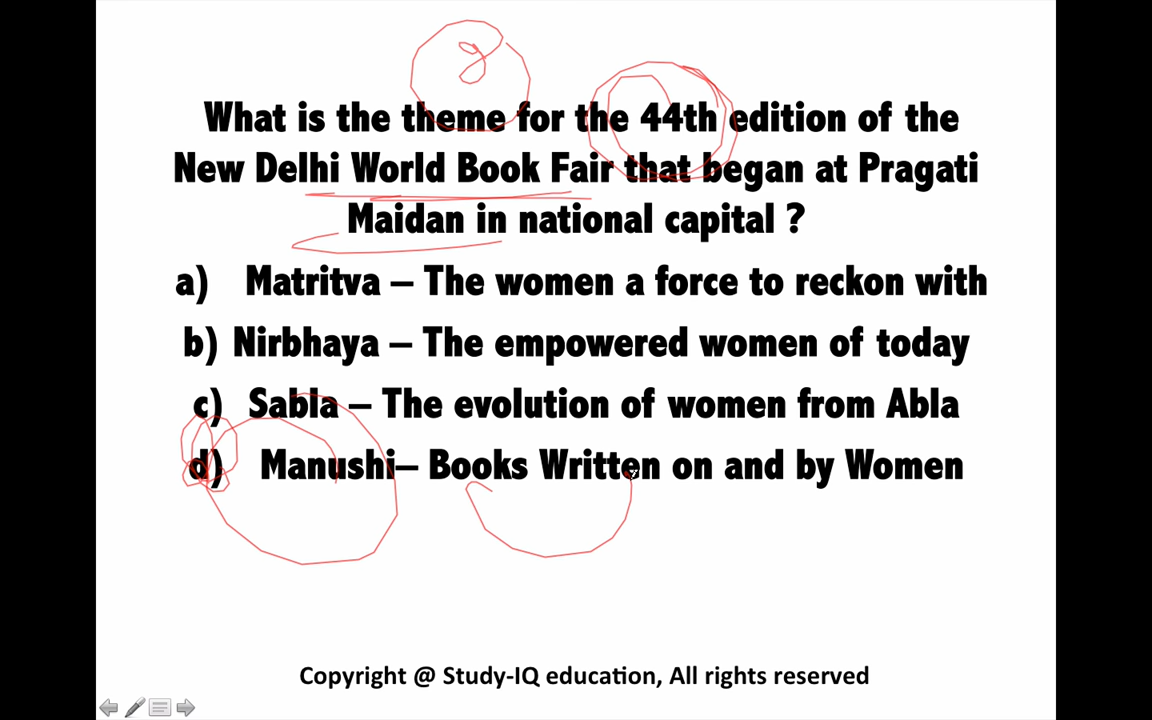 What is the theme for the 44th edition of the
New Delhi World Book Fair that began at Pragati
Maidan in national capital ?
a) Matritva – The women a force to reckon with
b) Nirbhaya – The empowered women of today
c) Sabla – The evolution of women from Abla
d) Manushi– Books Written on and by Women
Copyright @ Study-IQ education, All rights reserved